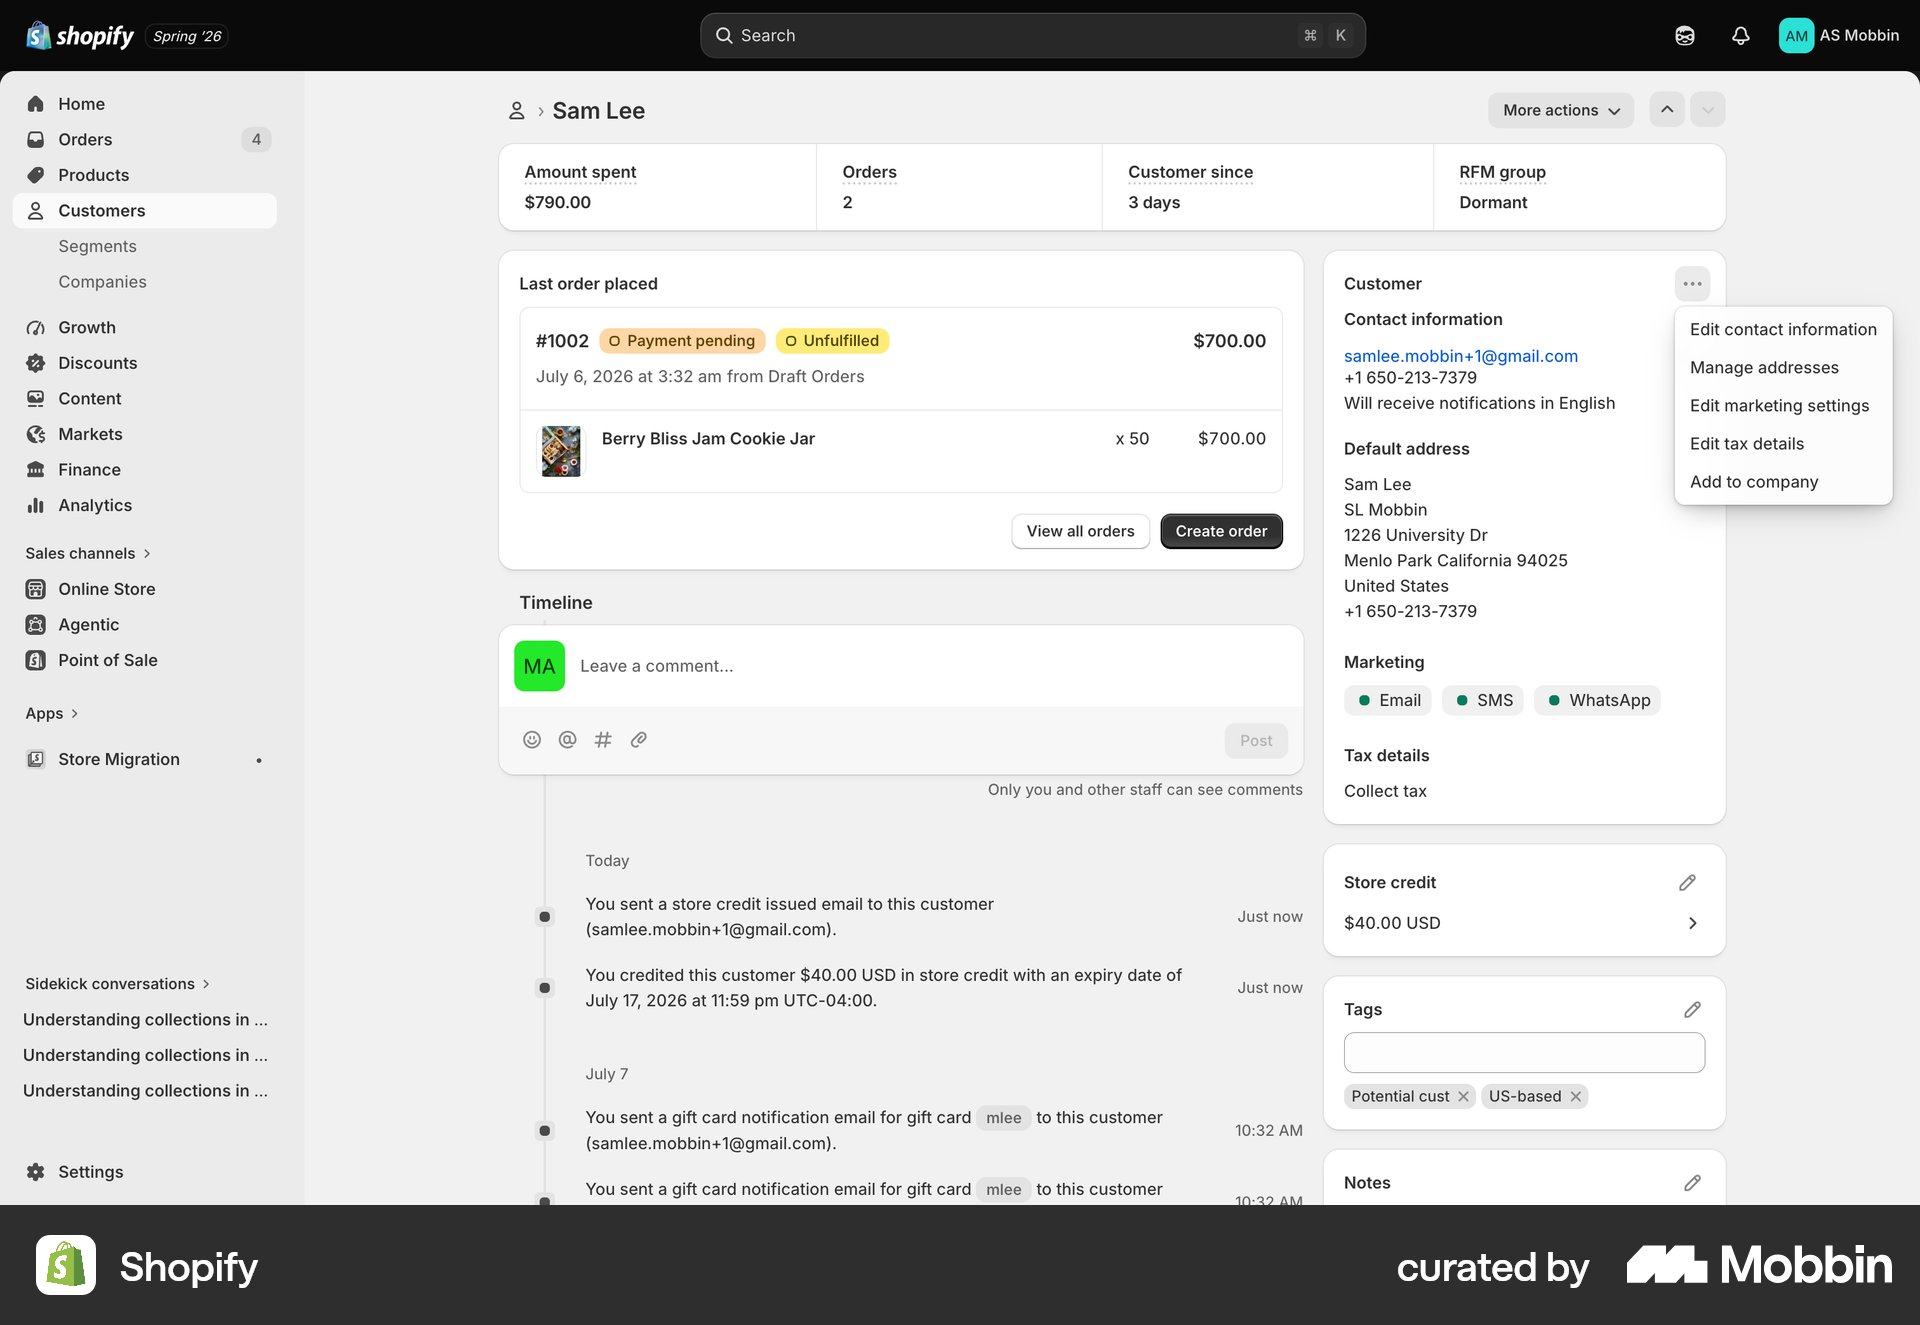 shopify
Spring '26
Search
⌘ K
AM
AS Mobbin
Home
Orders
4
Products
Customers
Segments
Companies
Growth
Discounts
Content
Markets
Finance
Analytics
Sales channels
Online Store
Agentic
Point of Sale
Apps
Store Migration
Sidekick conversations
Understanding collections in ...
Understanding collections in ...
Understanding collections in ...
Settings
Sam Lee
More actions
Amount spent
$790.00
Orders
2
Customer since
3 days
RFM group
Dormant
Last order placed
#1002 Payment pending Unfulfilled $700.00
July 6, 2026 at 3:32 am from Draft Orders
Berry Bliss Jam Cookie Jar x 50 $700.00
View all orders
Create order
Timeline
MA
Leave a comment...
Post
Only you and other staff can see comments
Today
You sent a store credit issued email to this customer
(samlee.mobbin+1@gmail.com).
Just now
You credited this customer $40.00 USD in store credit with an expiry date of
July 17, 2026 at 11:59 pm UTC-04:00.
Just now
July 7
You sent a gift card notification email for gift card mlee to this customer
(samlee.mobbin+1@gmail.com).
10:32 AM
You sent a gift card notification email for gift card mlee to this customer
10:32 AM
Customer
Contact information
samlee.mobbin+1@gmail.com
+1 650-213-7379
Will receive notifications in English
Default address
Sam Lee
SL Mobbin
1226 University Dr
Menlo Park California 94025
United States
+1 650-213-7379
Marketing
Email
SMS
WhatsApp
Tax details
Collect tax
Edit contact information
Manage addresses
Edit marketing settings
Edit tax details
Add to company
Store credit
$40.00 USD
Tags
Potential cust
US-based
Notes
Shopify
curated by
Mobbin